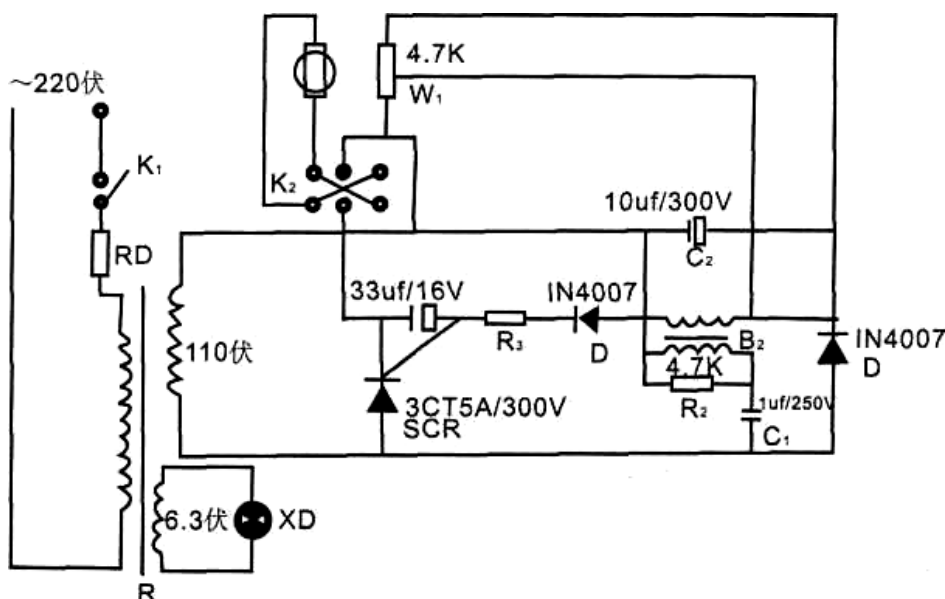 ~220伏
K₁
RD
4.7K
W₁
K₂
10uf/300V
C₂
33uf/16V
R₃
IN4007
D
B₂
IN4007
D
110伏
4.7K
R₂
1uf/250V
C₁
3CT5A/300V
SCR
6.3伏
XD
R